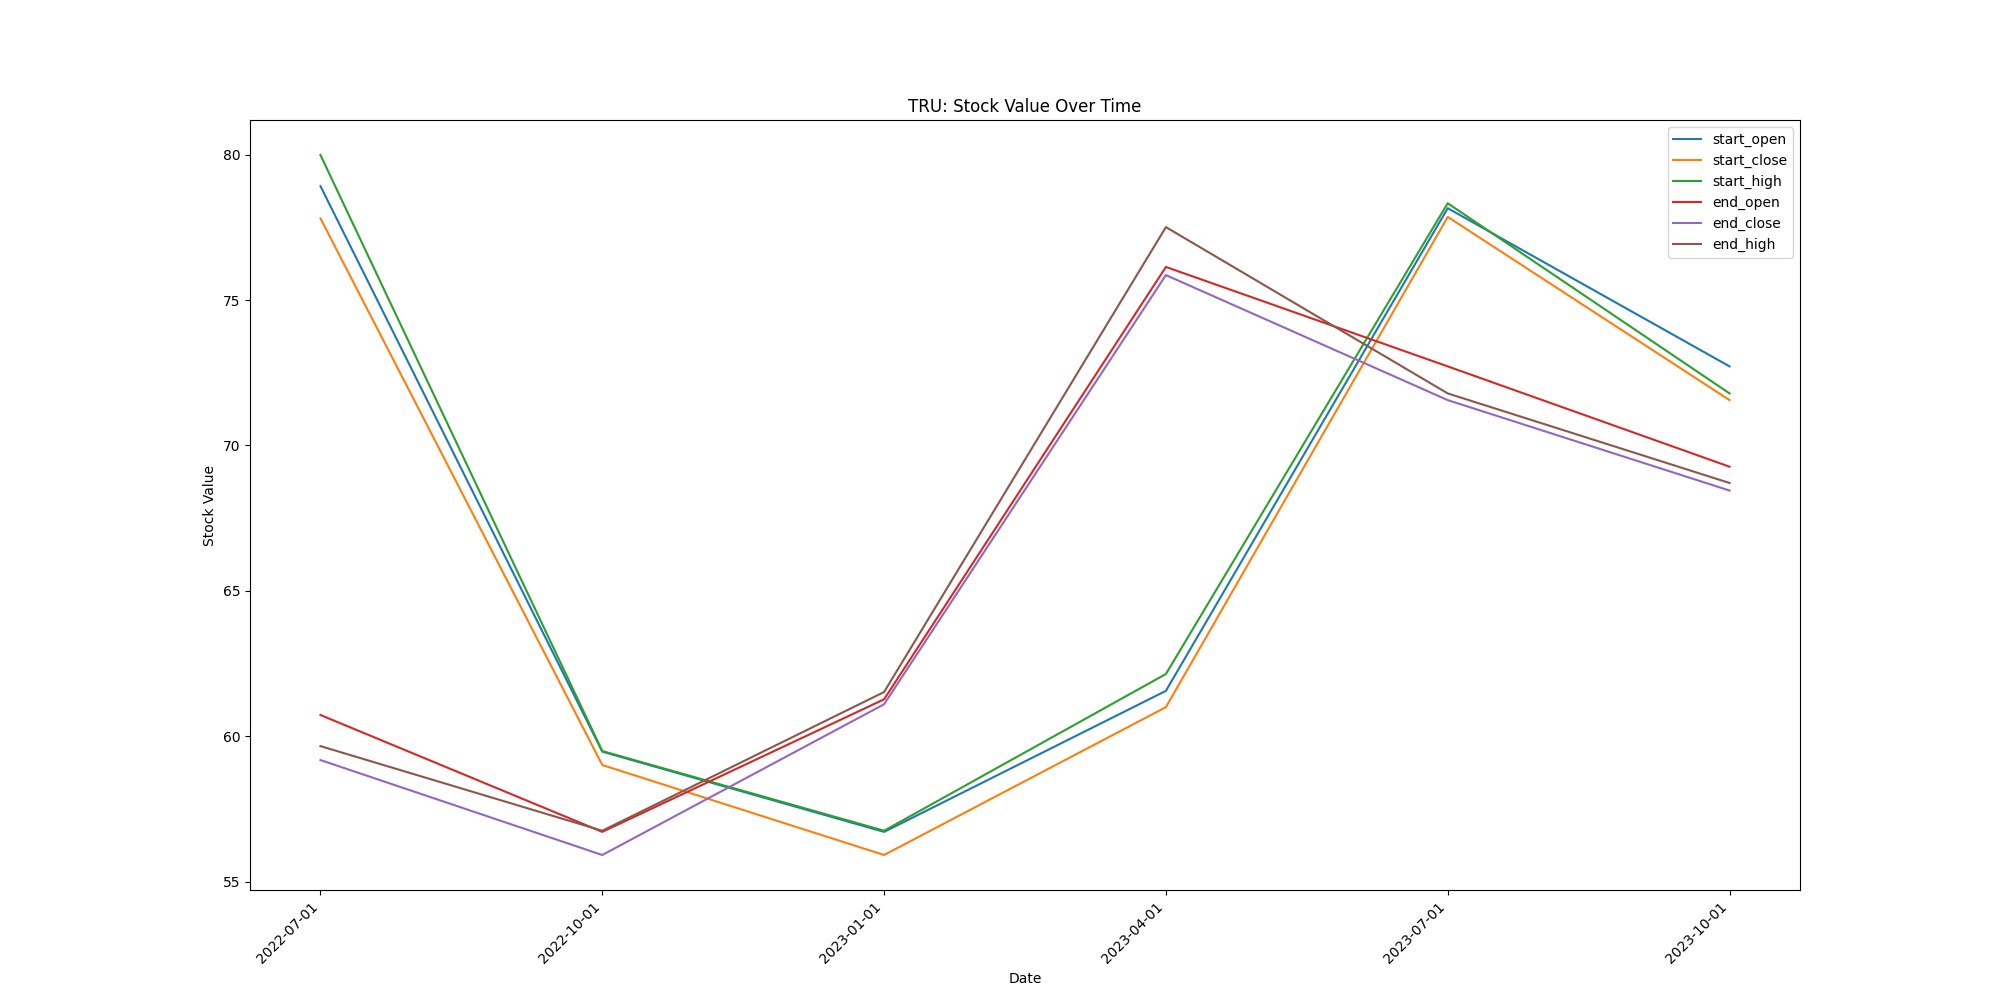 TRU: Stock Value Over Time
start_open
start_close
start_high
end_open
end_close
end_high
80
75
70
65
60
55
Stock Value
2022-07-01
2022-10-01
2023-01-01
2023-04-01
2023-07-01
2023-10-01
Date